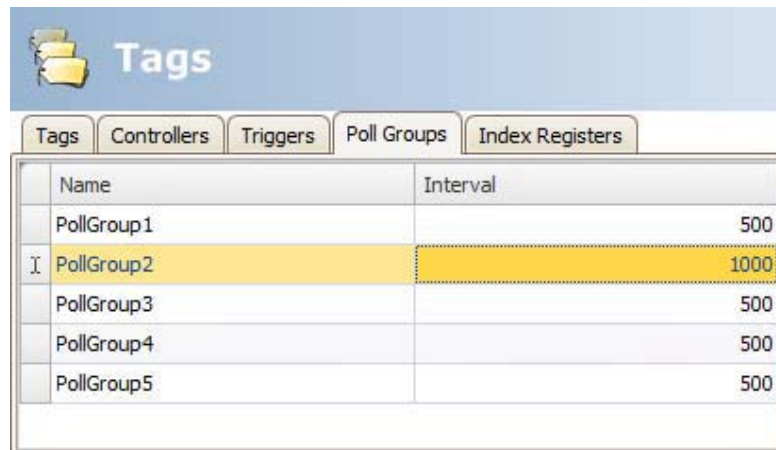 Tags
Tags Controllers Triggers Poll Groups Index Registers
Name Interval
PollGroup1 500
PollGroup2 1000
PollGroup3 500
PollGroup4 500
PollGroup5 500